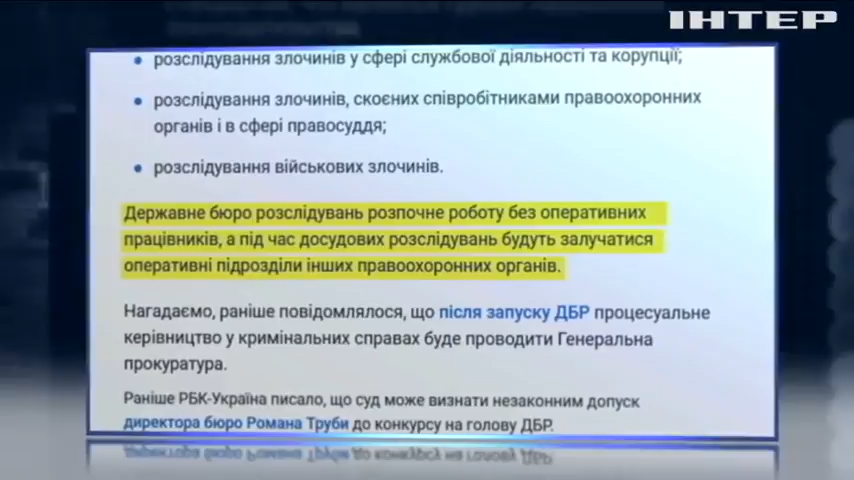 ІНТЕР
розслідування злочинів у сфері службової діяльності та корупції;
розслідування злочинів, скоєних співробітниками правоохоронних
органів і в сфері правосуддя;
розслідування військових злочинів.
Державне бюро розслідувань розпочне роботу без оперативних
працівників, а під час досудових розслідувань будуть залучатися
оперативні підрозділи інших правоохоронних органів.
Нагадаємо, раніше повідомлялося, що після запуску ДБР процесуальне
керівництво у кримінальних справах буде проводити Генеральна
прокуратура.
Раніше РБК-Україна писало, що суд може визнати незаконним допуск
директора бюро Романа Труби до конкурсу на голову ДБР.